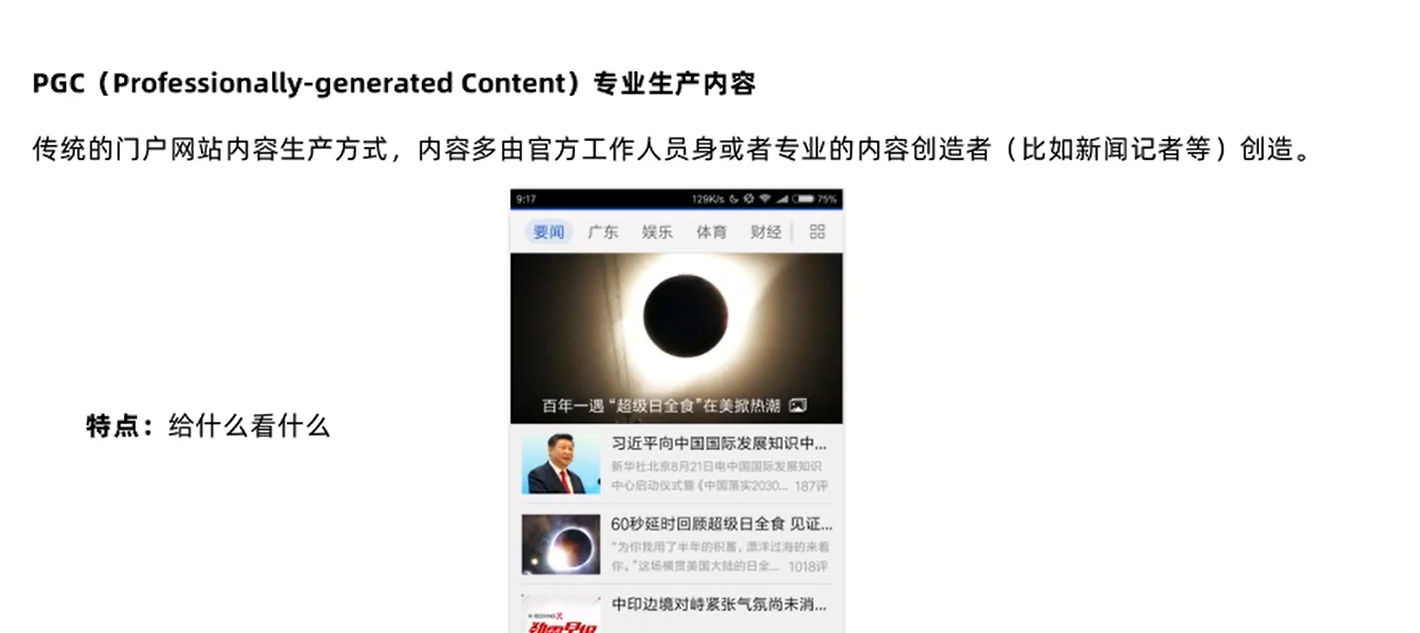 PGC（Professionally-generated Content）专业生产内容
传统的门户网站内容生产方式，内容多由官方工作人员身或者专业的内容创造者（比如新闻记者等）创造。
9:17 129K/s 75%
要闻 广东 娱乐 体育 财经
百年一遇“超级日全食”在美掀热潮
特点：给什么看什么
习近平向中国国际发展知识中...
新华社北京8月21日电中国国际发展知识
中心启动仪式暨《中国落实2030... 187评
60秒延时回顾超级日全食 见证...
“为你我用了半年的积蓄，漂洋过海的来看
你。”这场横贯美国大陆的日全... 1018评
中印边境对峙紧张气氛尚未消...